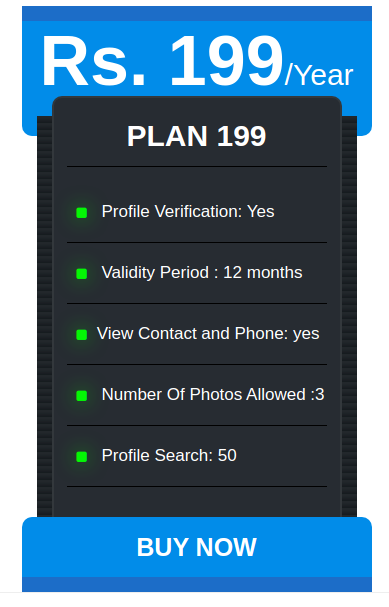 Rs. 199/Year
PLAN 199
Profile Verification: Yes
Validity Period : 12 months
View Contact and Phone: yes
Number Of Photos Allowed :3
Profile Search: 50
BUY NOW